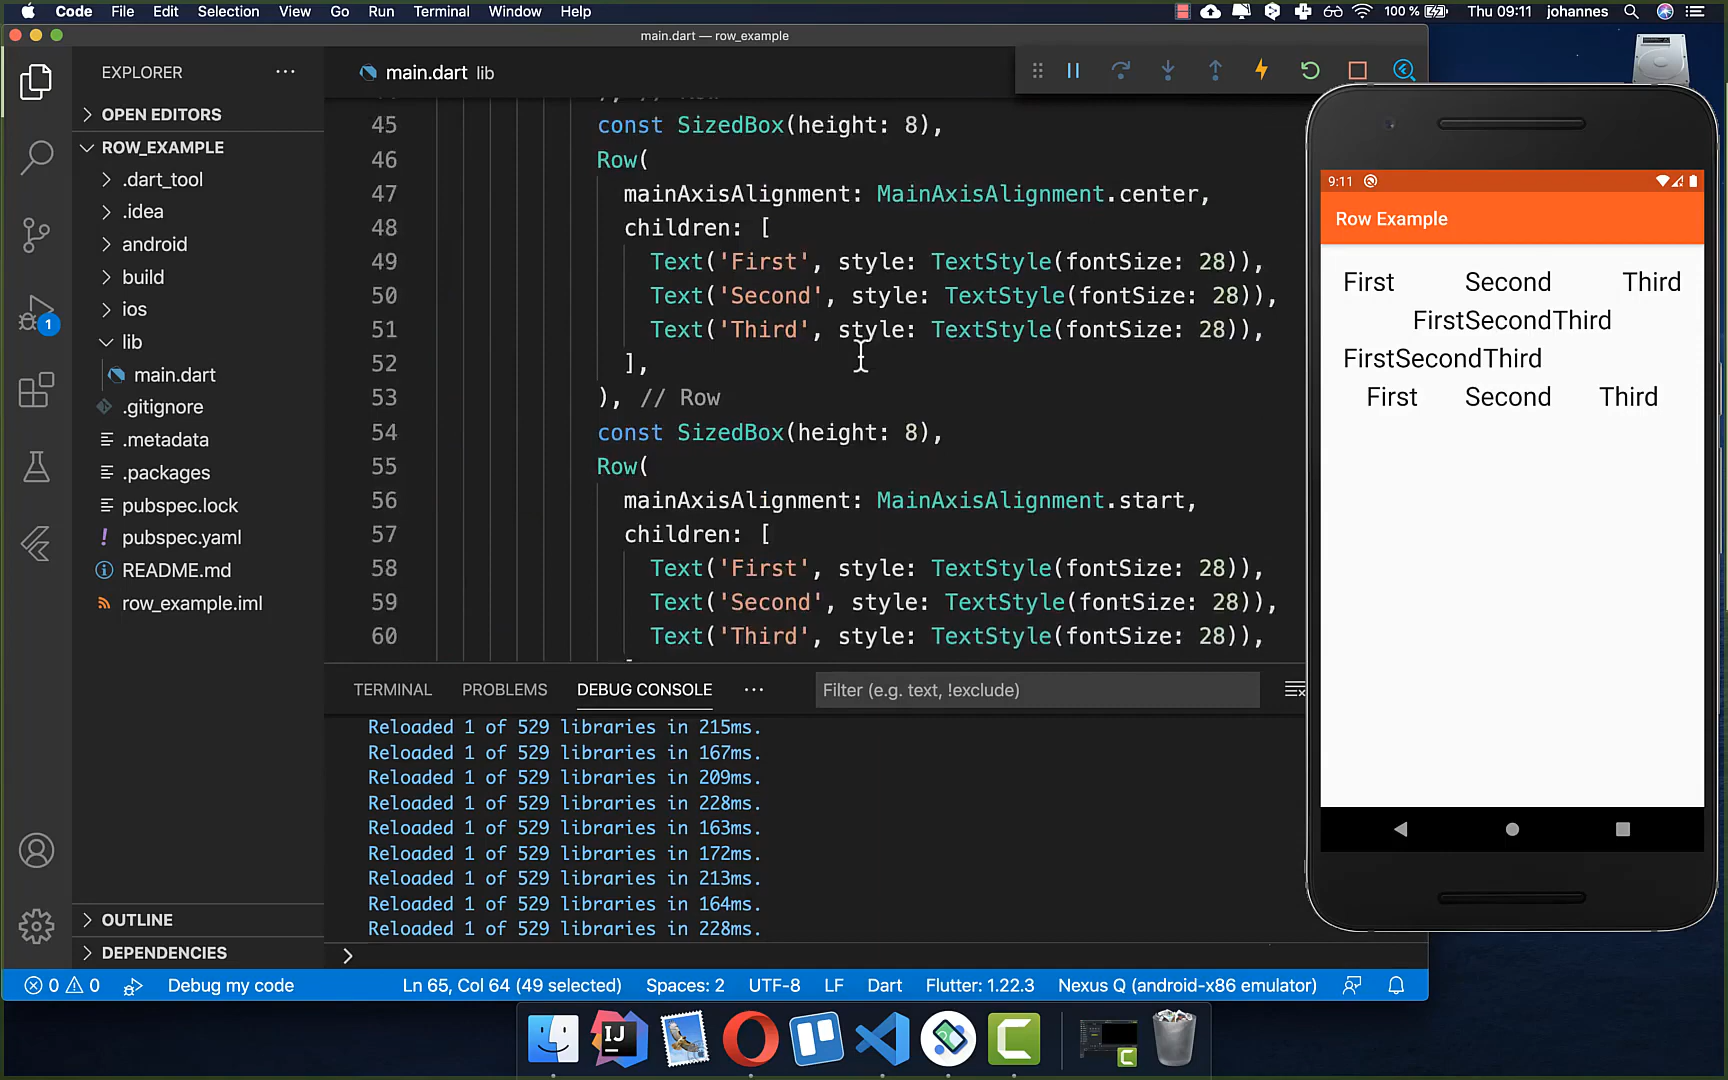 Code File Edit Selection View Go Run Terminal Window Help 100 % Thu 09:11 johannes
main.dart — row_example
EXPLORER
OPEN EDITORS
ROW_EXAMPLE
.dart_tool
.idea
android
build
ios
lib
main.dart
.gitignore
.metadata
.packages
pubspec.lock
pubspec.yaml
README.md
row_example.iml
OUTLINE
DEPENDENCIES
1
main.dart lib
45 const SizedBox(height: 8),
46 Row(
47 mainAxisAlignment: MainAxisAlignment.center,
48 children: [
49 Text('First', style: TextStyle(fontSize: 28)),
50 Text('Second', style: TextStyle(fontSize: 28)),
51 Text('Third', style: TextStyle(fontSize: 28)),
52 ],
53 ), // Row
54 const SizedBox(height: 8),
55 Row(
56 mainAxisAlignment: MainAxisAlignment.start,
57 children: [
58 Text('First', style: TextStyle(fontSize: 28)),
59 Text('Second', style: TextStyle(fontSize: 28)),
60 Text('Third', style: TextStyle(fontSize: 28)),
TERMINAL PROBLEMS DEBUG CONSOLE ··· Filter (e.g. text, !exclude)
Reloaded 1 of 529 libraries in 215ms.
Reloaded 1 of 529 libraries in 167ms.
Reloaded 1 of 529 libraries in 209ms.
Reloaded 1 of 529 libraries in 228ms.
Reloaded 1 of 529 libraries in 163ms.
Reloaded 1 of 529 libraries in 172ms.
Reloaded 1 of 529 libraries in 213ms.
Reloaded 1 of 529 libraries in 164ms.
Reloaded 1 of 529 libraries in 228ms.
9:11
Row Example
First Second Third
FirstSecondThird
FirstSecondThird
First Second Third
0 0 Debug my code Ln 65, Col 64 (49 selected) Spaces: 2 UTF-8 LF Dart Flutter: 1.22.3 Nexus Q (android-x86 emulator)
IJ